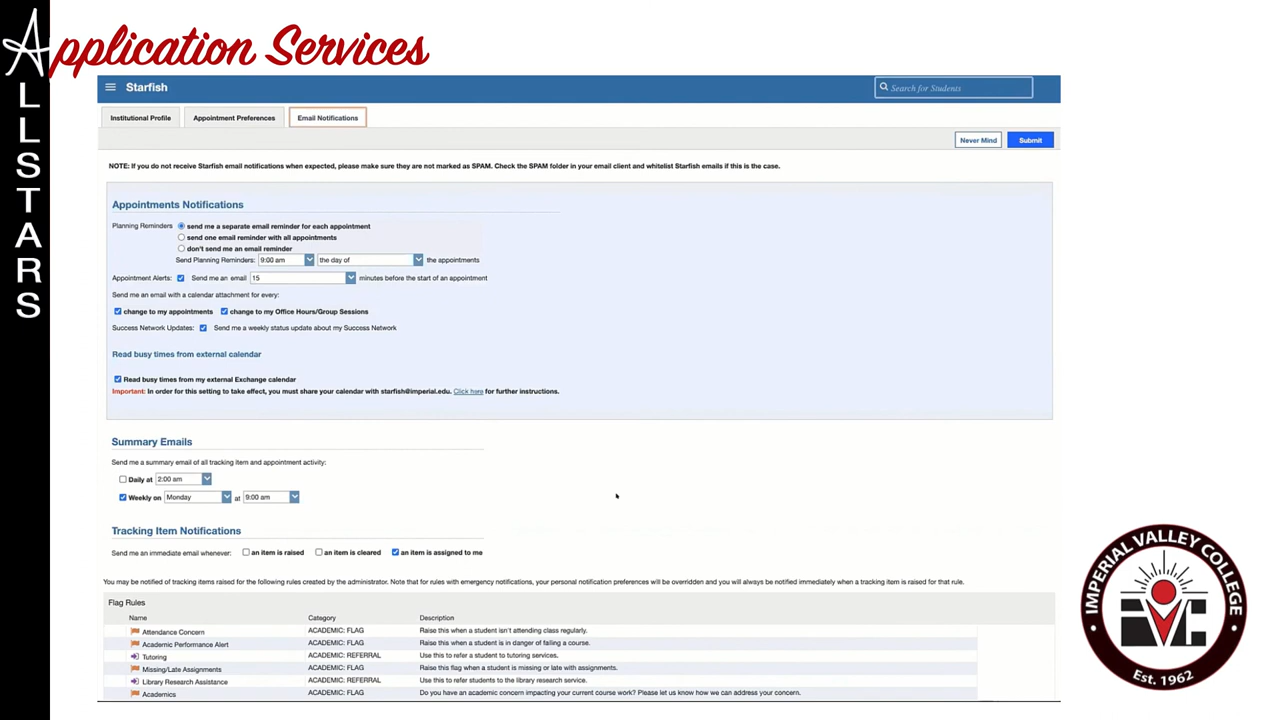 Application Services
ALLSTARS
Starfish
Search for Students
Institutional Profile
Appointment Preferences
Email Notifications
Never Mind
Submit
NOTE: If you do not receive Starfish email notifications when expected, please make sure they are not marked as SPAM. Check the SPAM folder in your email client and whitelist Starfish emails if this is the case.
Appointments Notifications
Planning Reminders send me a separate email reminder for each appointment
send one email reminder with all appointments
don't send me an email reminder
Send Planning Reminders: 9:00 am the day of the appointments
Appointment Alerts: Send me an email 15 minutes before the start of an appointment
Send me an email with a calendar attachment for every:
change to my appointments change to my Office Hours/Group Sessions
Success Network Updates: Send me a weekly status update about my Success Network
Read busy times from external calendar
Read busy times from my external Exchange calendar
Important: In order for this setting to take effect, you must share your calendar with starfish@imperial.edu. Click here for further instructions.
Summary Emails
Send me a summary email of all tracking item and appointment activity:
Daily at 2:00 am
Weekly on Monday at 9:00 am
Tracking Item Notifications
Send me an immediate email whenever: an item is raised an item is cleared an item is assigned to me
You may be notified of tracking items raised for the following rules created by the administrator. Note that for rules with emergency notifications, your personal notification preferences will be overridden and you will always be notified immediately when a tracking item is raised for that rule.
Flag Rules
Name Category Description
Attendance Concern ACADEMIC: FLAG Raise this when a student isn't attending class regularly.
Academic Performance Alert ACADEMIC: FLAG Raise this when a student is in danger of failing a course.
Tutoring ACADEMIC: REFERRAL Use this to refer a student to tutoring services.
Missing/Late Assignments ACADEMIC: FLAG Raise this flag when a student is missing or late with assignments.
Library Research Assistance ACADEMIC: REFERRAL Use this to refer students to the library research service.
Academics ACADEMIC: FLAG Do you have an academic concern impacting your current course work? Please let us know how we can address your concern.
IMPERIAL VALLEY COLLEGE
IVC
Est. 1962